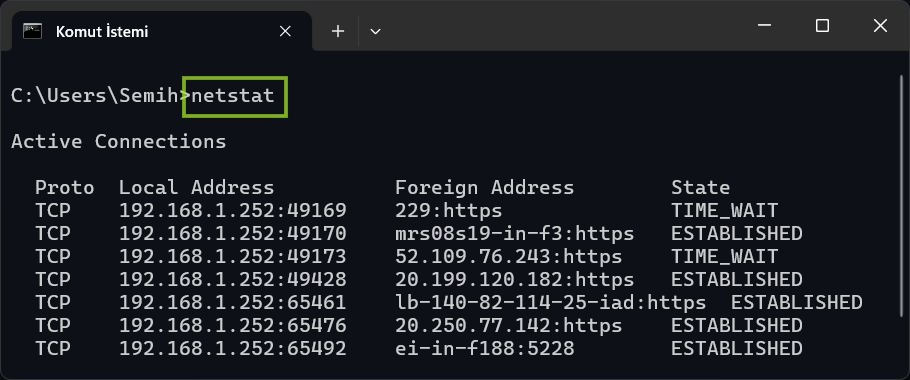 Komut İstemi
C:\Users\Semih>netstat
Active Connections
Proto  Local Address          Foreign Address        State
TCP    192.168.1.252:49169    229:https              TIME_WAIT
TCP    192.168.1.252:49170    mrs08s19-in-f3:https   ESTABLISHED
TCP    192.168.1.252:49173    52.109.76.243:https    TIME_WAIT
TCP    192.168.1.252:49428    20.199.120.182:https   ESTABLISHED
TCP    192.168.1.252:65461    lb-140-82-114-25-iad:https  ESTABLISHED
TCP    192.168.1.252:65476    20.250.77.142:https    ESTABLISHED
TCP    192.168.1.252:65492    ei-in-f188:5228        ESTABLISHED